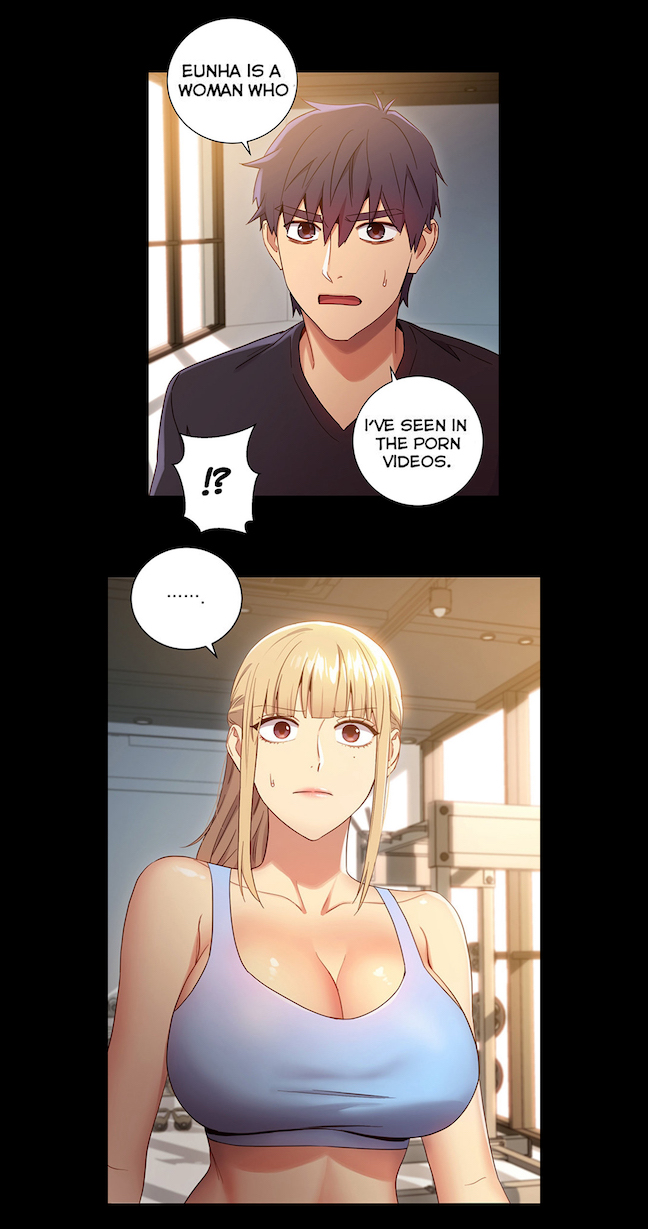 EUNHA IS A
WOMAN WHO
I'VE SEEN IN
THE PORN
VIDEOS.
!?
.......